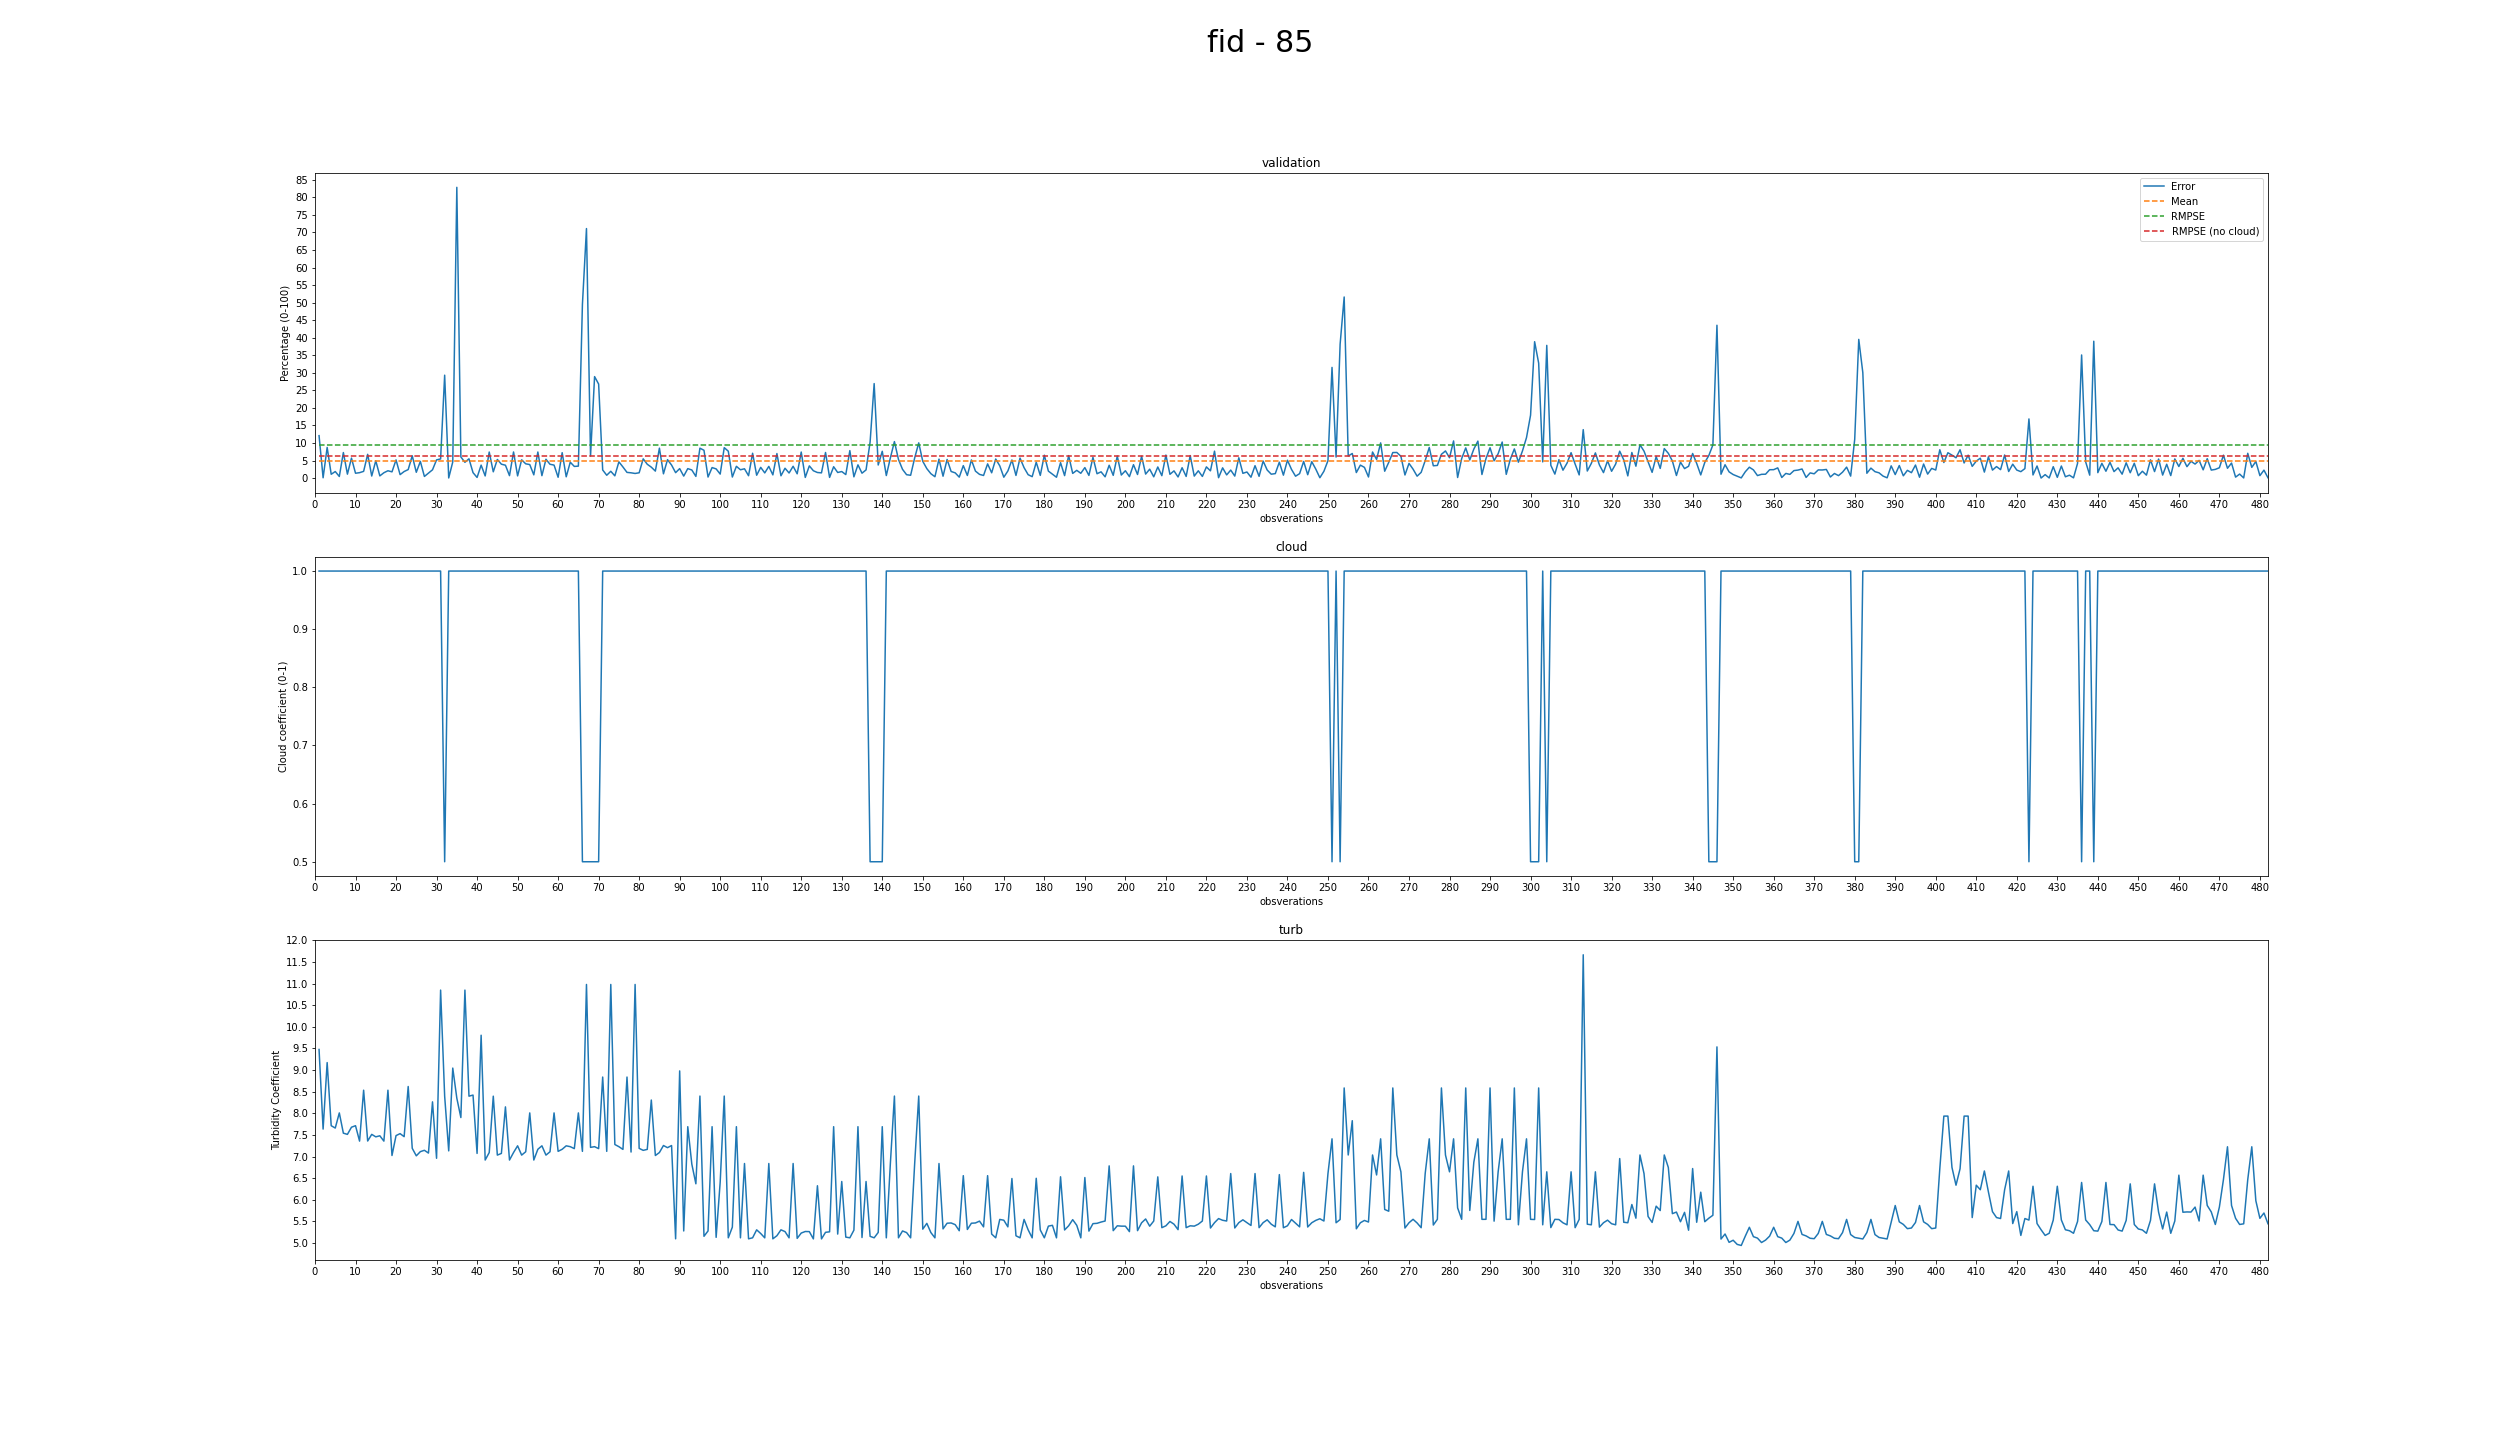 fid - 85
validation
Percentage (0-100)
85
80
75
70
65
60
55
50
45
40
35
30
25
20
15
10
5
0
Error
Mean
RMPSE
RMPSE (no cloud)
0 10 20 30 40 50 60 70 80 90 100 110 120 130 140 150 160 170 180 190 200 210 220 230 240 250 260 270 280 290 300 310 320 330 340 350 360 370 380 390 400 410 420 430 440 450 460 470 480
obsverations
cloud
Cloud coefficient (0-1)
1.0
0.9
0.8
0.7
0.6
0.5
0 10 20 30 40 50 60 70 80 90 100 110 120 130 140 150 160 170 180 190 200 210 220 230 240 250 260 270 280 290 300 310 320 330 340 350 360 370 380 390 400 410 420 430 440 450 460 470 480
obsverations
turb
Turbidity Coefficient
12.0
11.5
11.0
10.5
10.0
9.5
9.0
8.5
8.0
7.5
7.0
6.5
6.0
5.5
5.0
0 10 20 30 40 50 60 70 80 90 100 110 120 130 140 150 160 170 180 190 200 210 220 230 240 250 260 270 280 290 300 310 320 330 340 350 360 370 380 390 400 410 420 430 440 450 460 470 480
obsverations